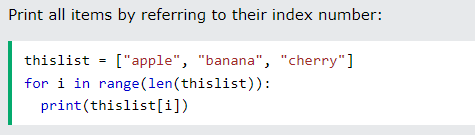 Print all items by referring to their index number:
thislist = ["apple", "banana", "cherry"]
for i in range(len(thislist)):
  print(thislist[i])